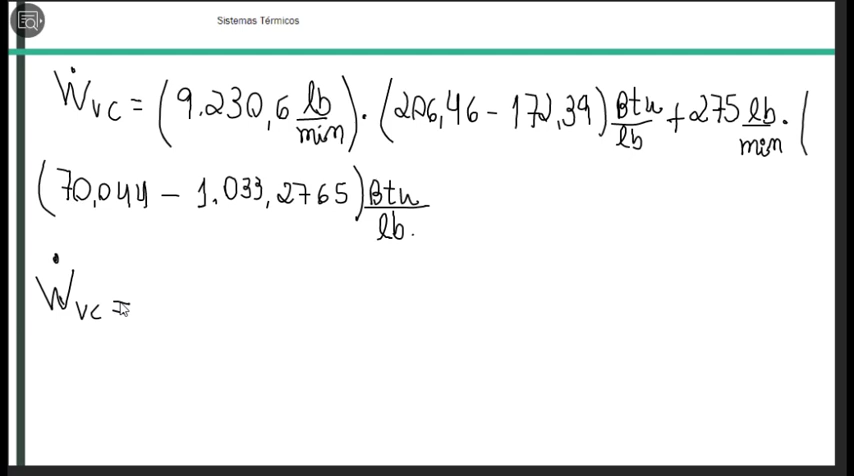 Sistemas Térmicos
Ẇvc = (9.230,6 lb/min) · (206,46 - 172,39) Btu/lb + 275 lb/min · (
(70,044 - 1.033,2765) Btu/lb.
Ẇvc =